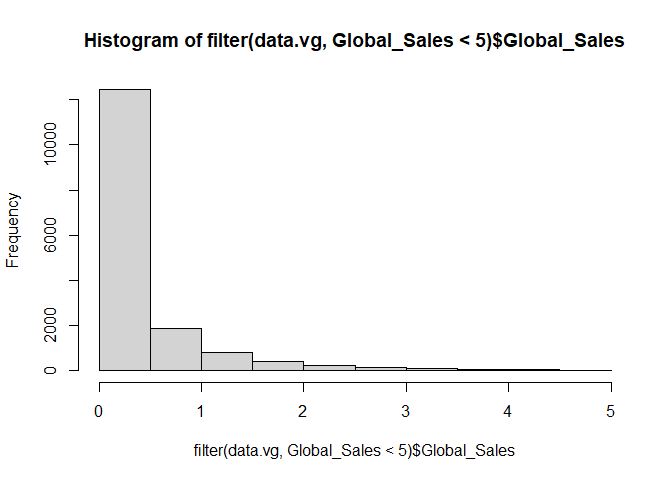 Histogram of filter(data.vg, Global_Sales < 5)$Global_Sales
Frequency
10000
6000
2000
0
0 1 2 3 4 5
filter(data.vg, Global_Sales < 5)$Global_Sales